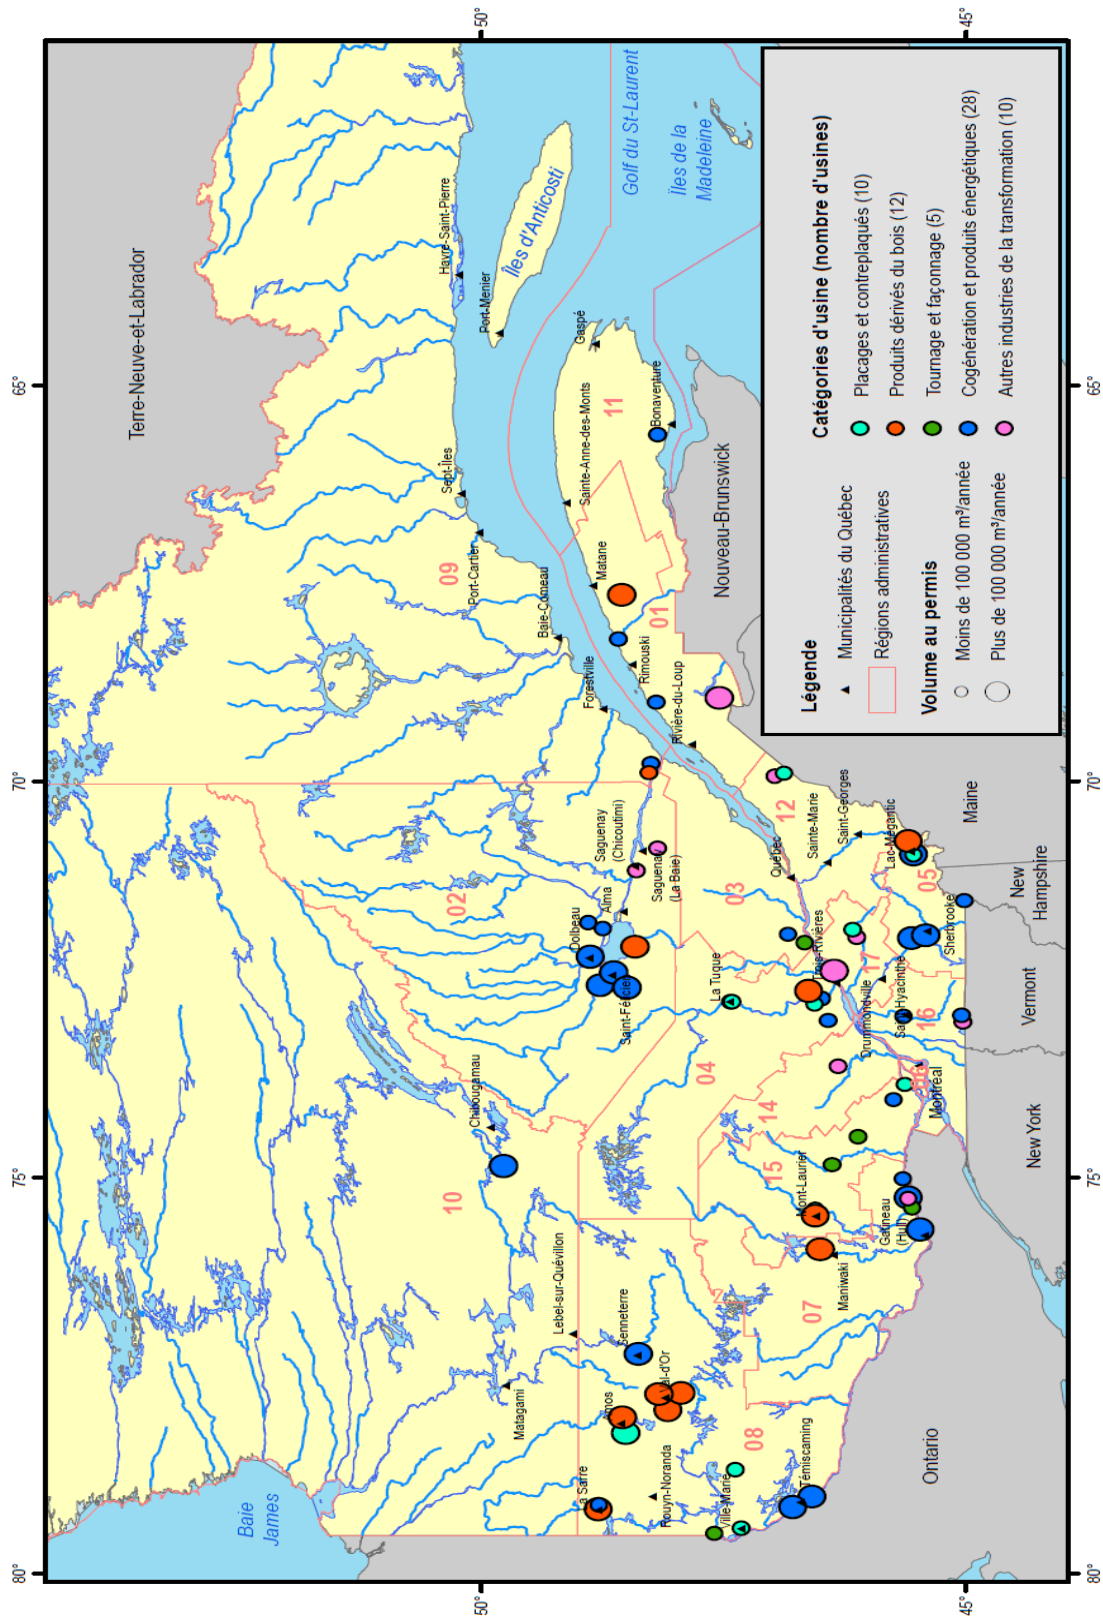 80°
75°
70°
65°
50°
50°
45°
45°
80°
75°
70°
65°
Terre-Neuve-et-Labrador
Baie
James
Golf du St-Laurent
Îles de la
Madeleine
Îles d'Anticosti
Port-Menier
Havre-Saint-Pierre
Sept-Îles
Port-Cartier
09
Baie-Comeau
Forestville
Gaspé
Bonaventure
11
Sainte-Anne-des-Monts
Matane
01
Rimouski
Rivière-du-Loup
Nouveau-Brunswick
10
Matagami
Lebel-sur-Quévillon
Chibougamau
02
Dolbeau
Alma
Saint-Félicien
Saguenay
(Chicoutimi)
Saguenay
(La Baie)
La Sarre
Amos
Senneterre
Val-d'Or
Rouyn-Noranda
Ville-Marie
08
Témiscaming
07
Maniwaki
Mont-Laurier
15
14
04
La Tuque
03
Québec
12
Sainte-Marie
Saint-Georges
Lac-Mégantic
05
Trois-Rivières
17
Drummondville
Saint-Hyacinthe
16
Sherbrooke
Montréal
Gatineau
(Hull)
Ontario
New York
Vermont
New
Hampshire
Maine
Légende
Municipalités du Québec
Régions administratives
Volume au permis
Moins de 100 000 m³/année
Plus de 100 000 m³/année
Catégories d'usine (nombre d'usines)
Placages et contreplaqués (10)
Produits dérivés du bois (12)
Tournage et façonnage (5)
Cogénération et produits énergétiques (28)
Autres industries de la transformation (10)